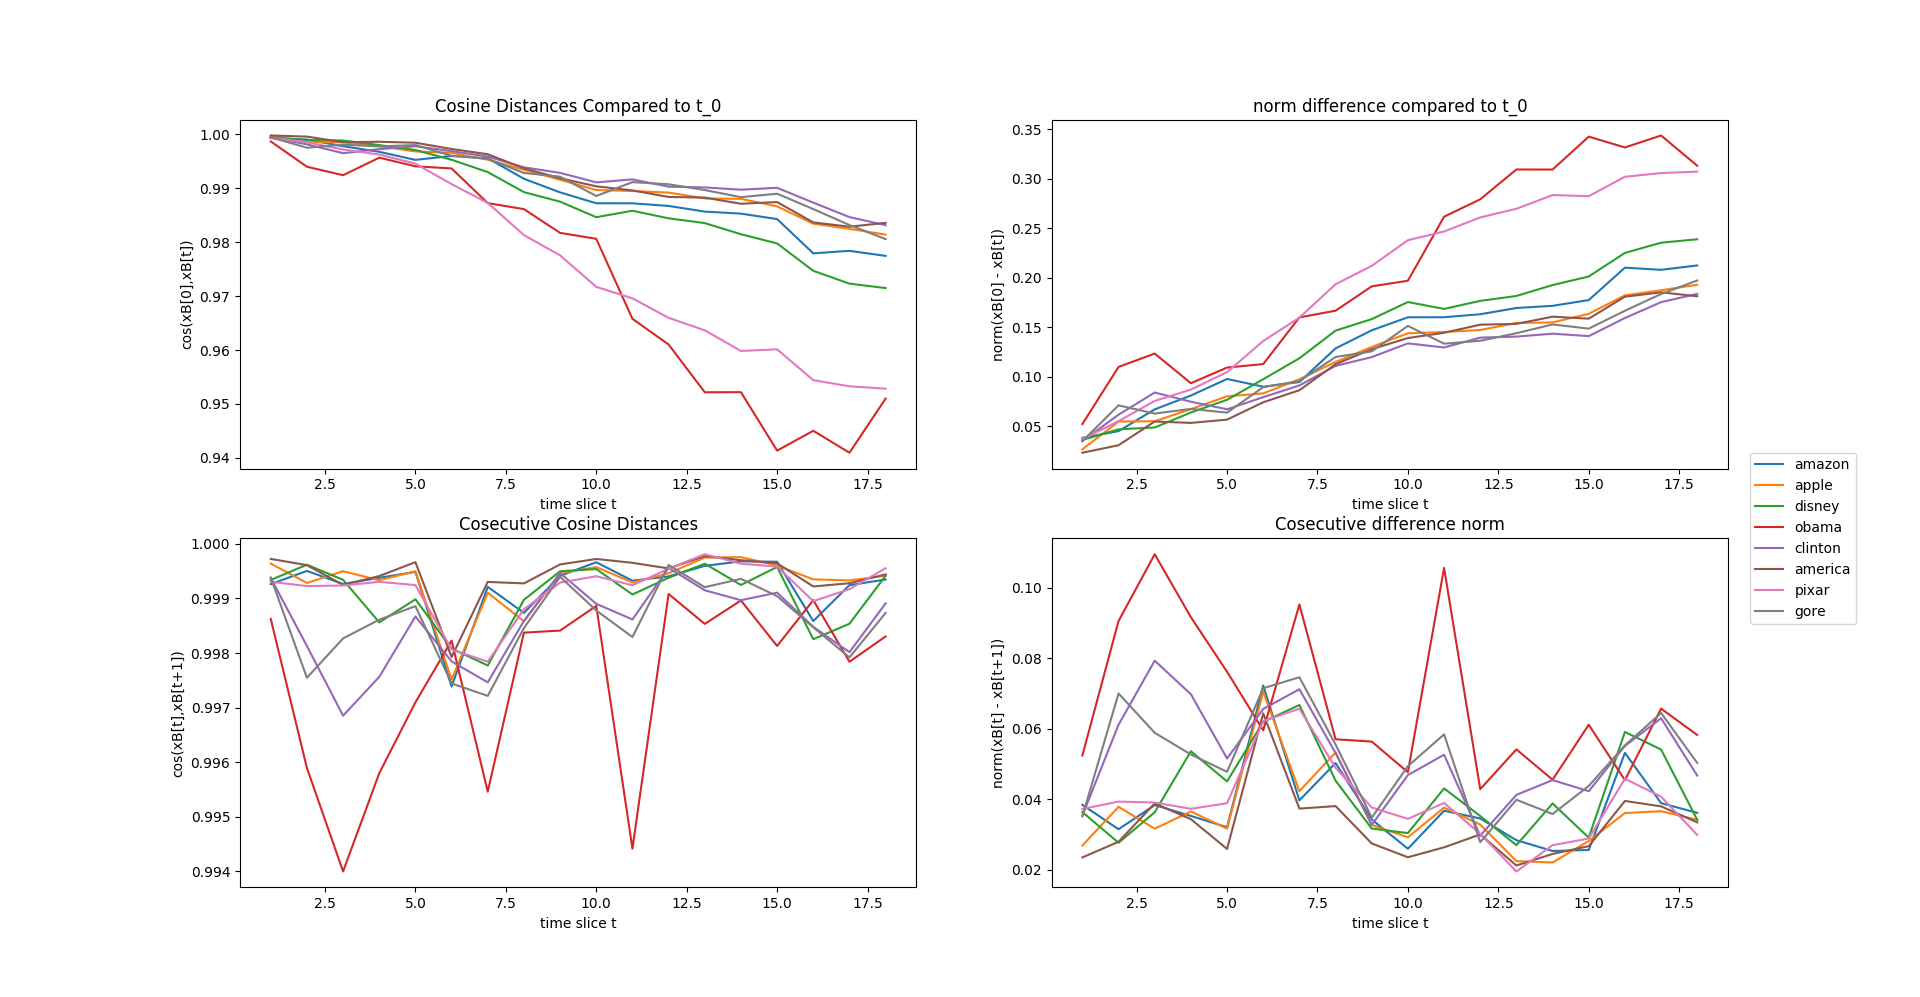 Cosine Distances Compared to t_0
cos(xB[0],xB[t])
1.00
0.99
0.98
0.97
0.96
0.95
0.94
2.5 5.0 7.5 10.0 12.5 15.0 17.5
time slice t
norm difference compared to t_0
norm(xB[0] - xB[t])
0.35
0.30
0.25
0.20
0.15
0.10
0.05
2.5 5.0 7.5 10.0 12.5 15.0 17.5
time slice t
Cosecutive Cosine Distances
cos(xB[t],xB[t+1])
1.000
0.999
0.998
0.997
0.996
0.995
0.994
2.5 5.0 7.5 10.0 12.5 15.0 17.5
time slice t
Cosecutive difference norm
norm(xB[t] - xB[t+1])
0.10
0.08
0.06
0.04
0.02
2.5 5.0 7.5 10.0 12.5 15.0 17.5
time slice t
amazon
apple
disney
obama
clinton
america
pixar
gore